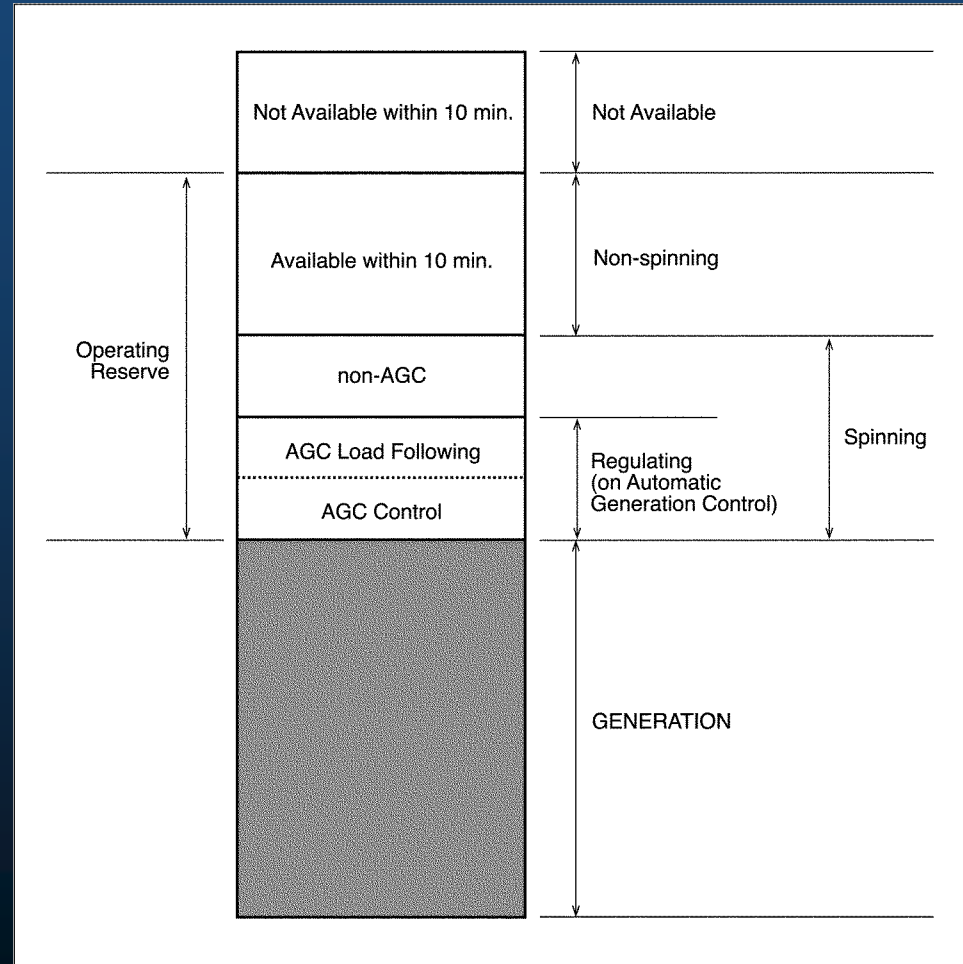 Not Available within 10 min.
Not Available
Available within 10 min.
Non-spinning
Operating
Reserve
non-AGC
AGC Load Following
AGC Control
Regulating
(on Automatic
Generation Control)
Spinning
GENERATION